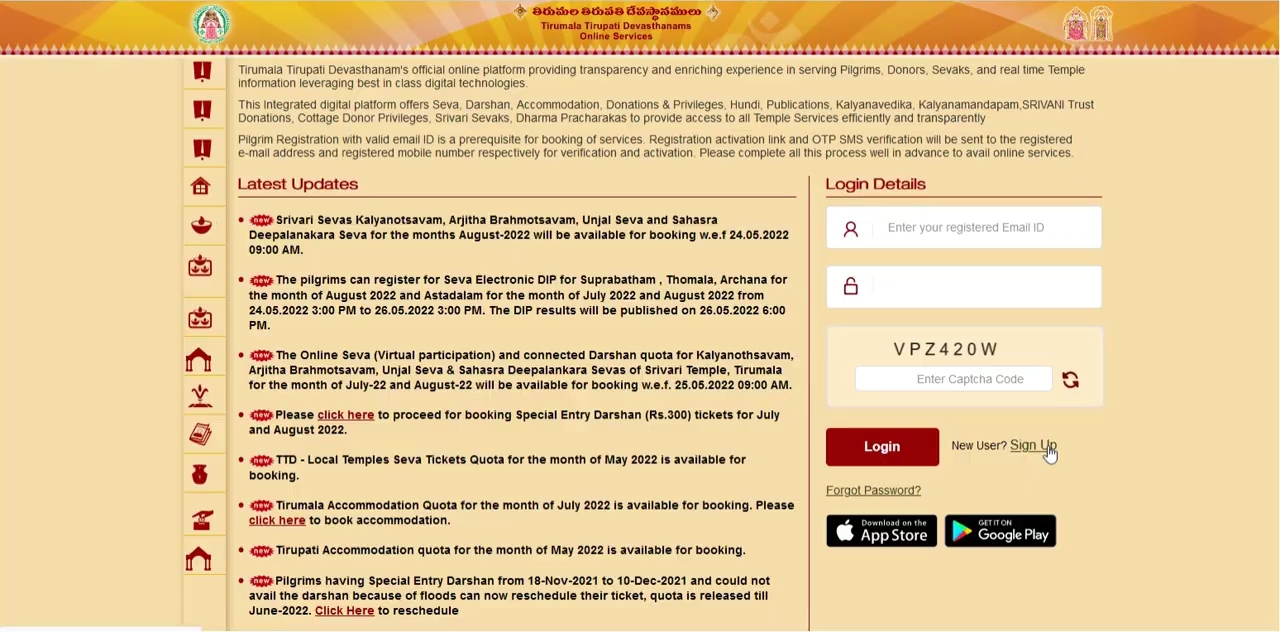 తిరుమల తిరుపతి దేవస్థానములు
Tirumala Tirupati Devasthanams
Online Services
Tirumala Tirupati Devasthanam's official online platform providing transparency and enriching experience in serving Pilgrims, Donors, Sevaks, and real time Temple
information leveraging best in class digital technologies.
This Integrated digital platform offers Seva, Darshan, Accommodation, Donations & Privileges, Hundi, Publications, Kalyanavedika, Kalyanamandapam,SRIVANI Trust
Donations, Cottage Donor Privileges, Srivari Sevaks, Dharma Pracharakas to provide access to all Temple Services efficiently and transparently
Pilgrim Registration with valid email ID is a prerequisite for booking of services. Registration activation link and OTP SMS verification will be sent to the registered
e-mail address and registered mobile number respectively for verification and activation. Please complete all this process well in advance to avail online services.
Latest Updates
new Srivari Sevas Kalyanotsavam, Arjitha Brahmotsavam, Unjal Seva and Sahasra
Deepalanakara Seva for the months August-2022 will be available for booking w.e.f 24.05.2022
09:00 AM.
new The pilgrims can register for Seva Electronic DIP for Suprabatham , Thomala, Archana for
the month of August 2022 and Astadalam for the month of July 2022 and August 2022 from
24.05.2022 3:00 PM to 26.05.2022 3:00 PM. The DIP results will be published on 26.05.2022 6:00
PM.
new The Online Seva (Virtual participation) and connected Darshan quota for Kalyanothsavam,
Arjitha Brahmotsavam, Unjal Seva & Sahasra Deepalankara Sevas of Srivari Temple, Tirumala
for the month of July-22 and August-22 will be available for booking w.e.f. 25.05.2022 09:00 AM.
new Please click here to proceed for booking Special Entry Darshan (Rs.300) tickets for July
and August 2022.
new TTD - Local Temples Seva Tickets Quota for the month of May 2022 is available for
booking.
new Tirumala Accommodation Quota for the month of July 2022 is available for booking. Please
click here to book accommodation.
new Tirupati Accommodation quota for the month of May 2022 is available for booking.
new Pilgrims having Special Entry Darshan from 18-Nov-2021 to 10-Dec-2021 and could not
avail the darshan because of floods can now reschedule their ticket, quota is released till
June-2022. Click Here to reschedule
Login Details
Enter your registered Email ID
VPZ420W
Enter Captcha Code
Login
New User? Sign Up
Forgot Password?
Download on the
App Store
GET IT ON
Google Play